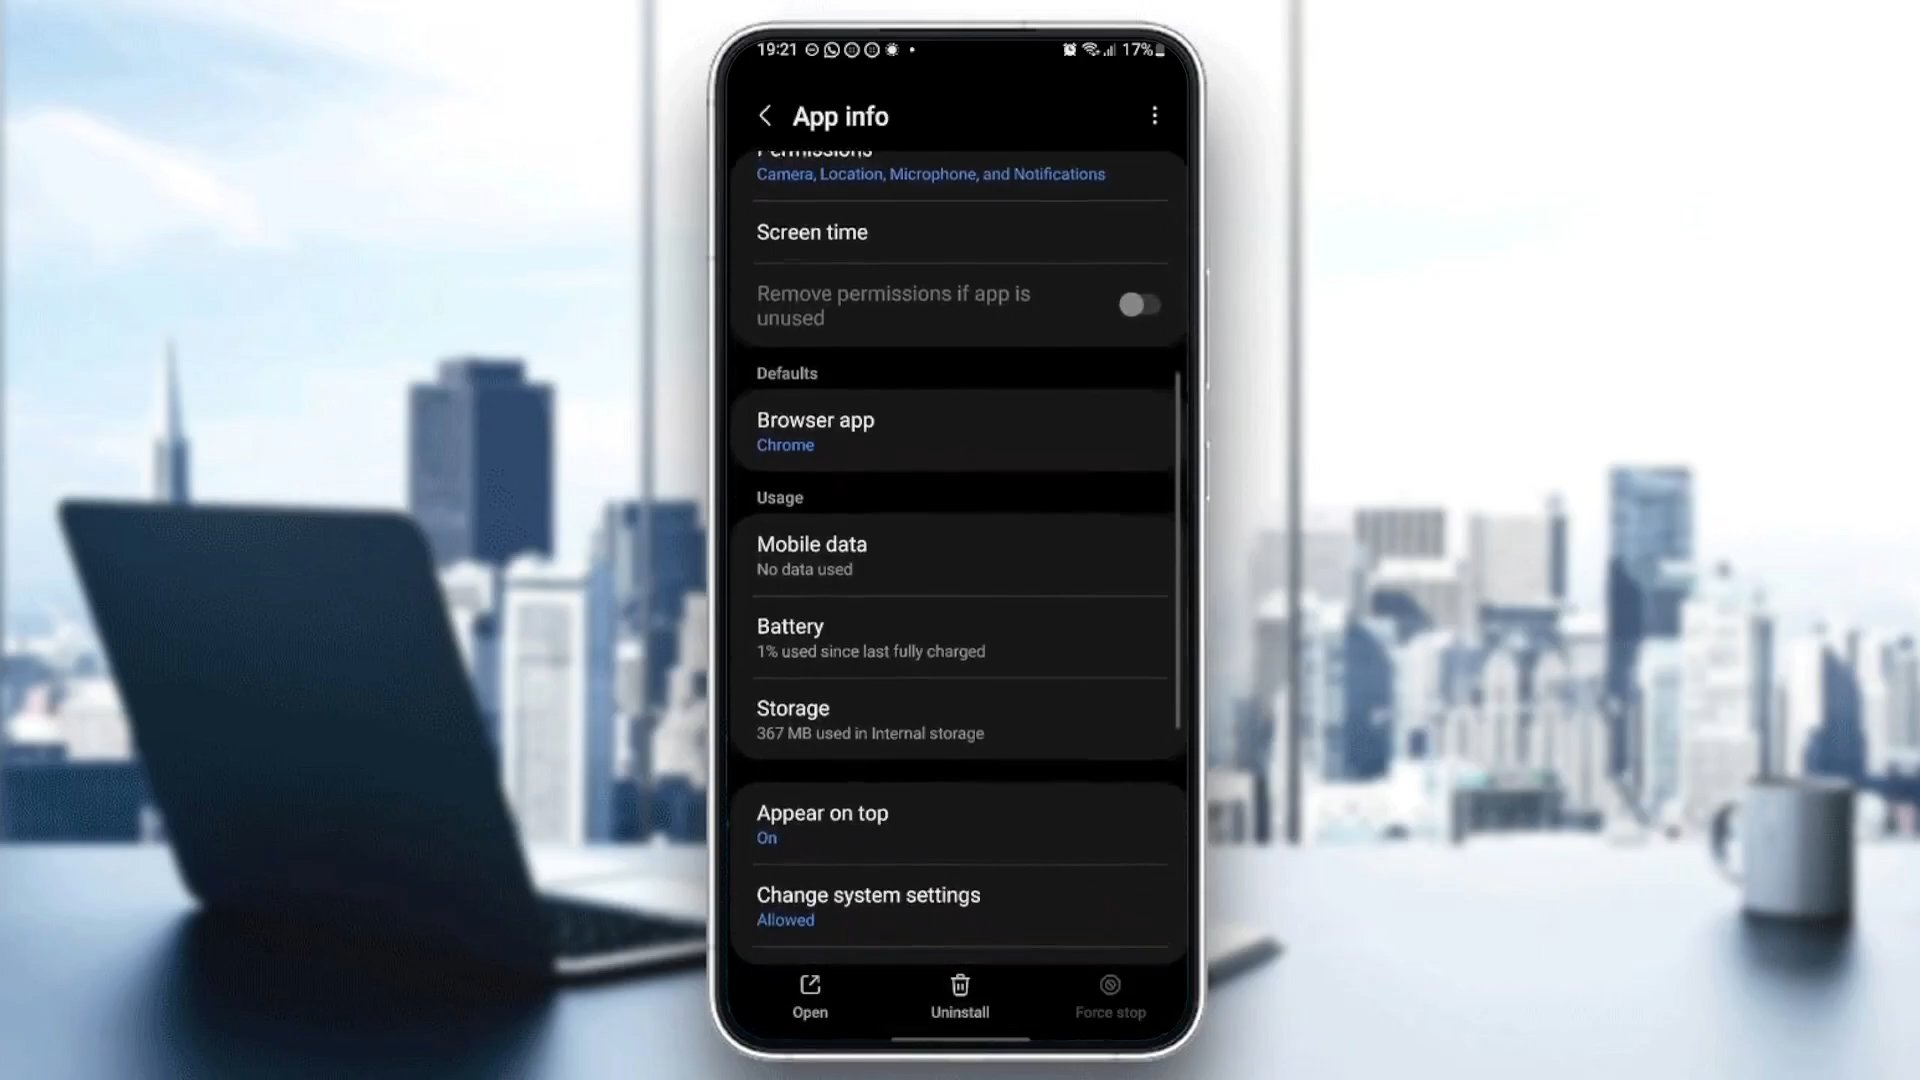 19:21
17%
App info
Permissions
Camera, Location, Microphone, and Notifications
Screen time
Remove permissions if app is
unused
Defaults
Browser app
Chrome
Usage
Mobile data
No data used
Battery
1% used since last fully charged
Storage
367 MB used in Internal storage
Appear on top
On
Change system settings
Allowed
Open
Uninstall
Force stop